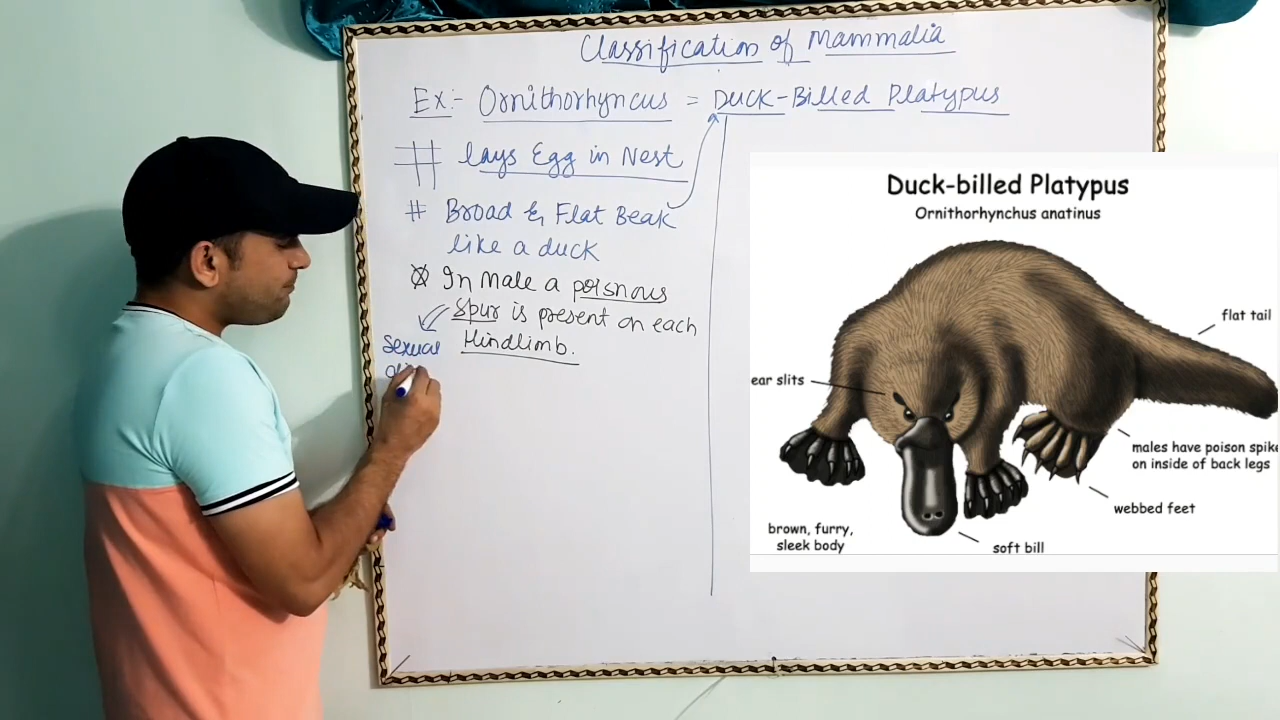 Classification of Mammalia
Ex:- Ornithorhyncus = Duck-Billed Platypus
# lays Egg in Nest
# Broad & Flat Beak
like a duck
In Male a poisnous
Spur is present on each
Hindlimb.
Sexual
Duck-billed Platypus
Ornithorhynchus anatinus
flat tail
ear slits
males have poison spike
on inside of back legs
webbed feet
brown, furry,
sleek body
soft bill